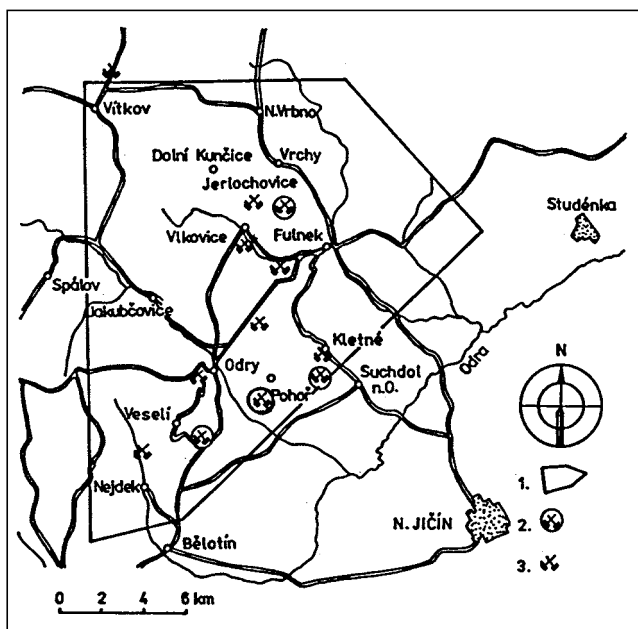 Vítkov
N.Vrbno
Dolní Kunčice
Vrchy
Jerlochovice
Studénka
Vlkovice
Fulnek
Spálov
Jakubčovice
Kletné
Odra
Odry
Suchdol
n.O.
Pohoř
N
Veselí
1.
Nejdek
N. JIČÍN
2.
Bělotín
3.
0 2 4 6 km